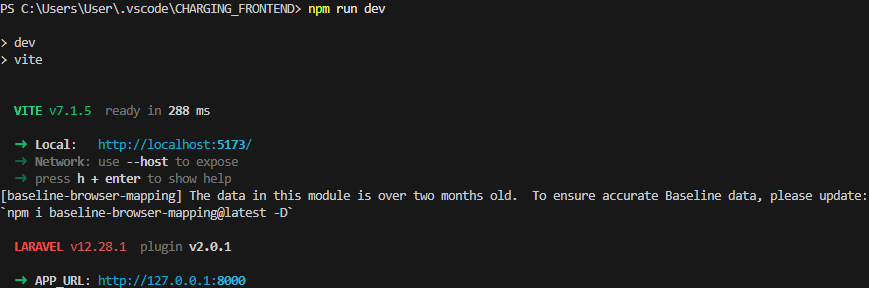 PS C:\Users\User\.vscode\CHARGING_FRONTEND> npm run dev
> dev
> vite
VITE v7.1.5  ready in 288 ms
➜ Local:   http://localhost:5173/
➜ Network: use --host to expose
➜ press h + enter to show help
[baseline-browser-mapping] The data in this module is over two months old.  To ensure accurate Baseline data, please update:
`npm i baseline-browser-mapping@latest -D`
LARAVEL v12.28.1  plugin v2.0.1
➜ APP_URL: http://127.0.0.1:8000